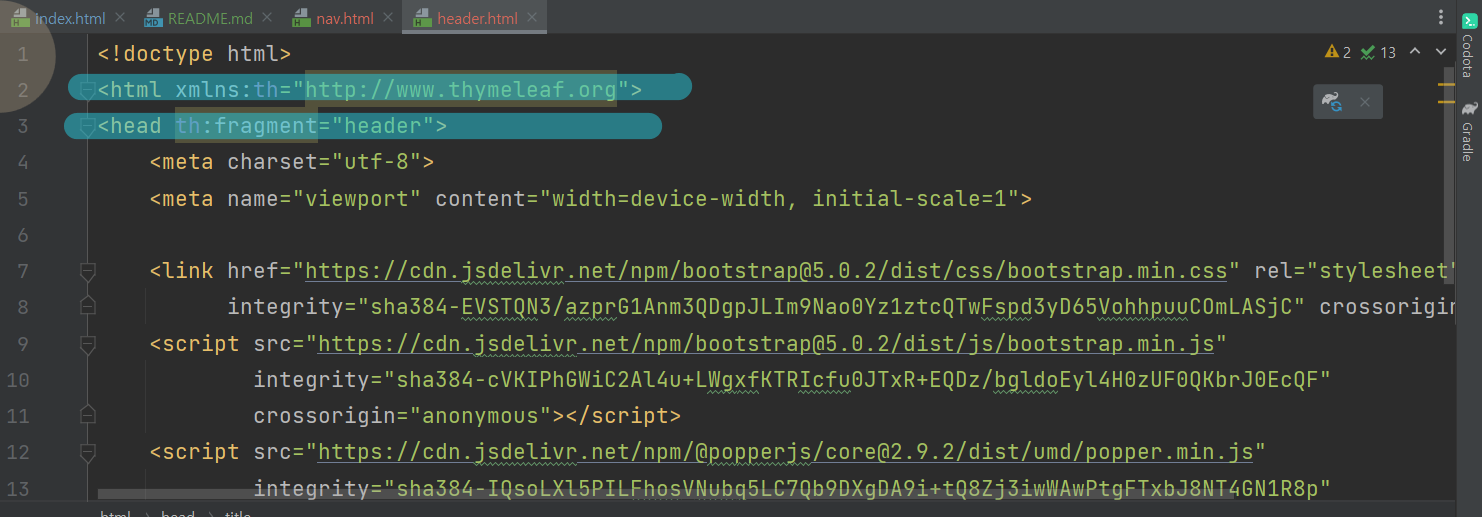 index.html README.md nav.html header.html
2 13
1 <!doctype html>
2 <html xmlns:th="http://www.thymeleaf.org">
3 <head th:fragment="header">
4 <meta charset="utf-8">
5 <meta name="viewport" content="width=device-width, initial-scale=1">
6
7 <link href="https://cdn.jsdelivr.net/npm/bootstrap@5.0.2/dist/css/bootstrap.min.css" rel="stylesheet"
8 integrity="sha384-EVSTQN3/azprG1Anm3QDgpJLIm9Nao0Yz1ztcQTwFspd3yD65VohhpuuCOmLASjC" crossorigin
9 <script src="https://cdn.jsdelivr.net/npm/bootstrap@5.0.2/dist/js/bootstrap.min.js"
10 integrity="sha384-cVKIPhGWiC2Al4u+LWgxfKTRIcfu0JTxR+EQDz/bgldoEyl4H0zUF0QKbrJ0EcQF"
11 crossorigin="anonymous"></script>
12 <script src="https://cdn.jsdelivr.net/npm/@popperjs/core@2.9.2/dist/umd/popper.min.js"
13 integrity="sha384-IQsoLXl5PILFhosVNubq5LC7Qb9DXgDA9i+tQ8Zj3iwWAwPtgFTxbJ8NT4GN1R8p"
html head title
Codota
Gradle